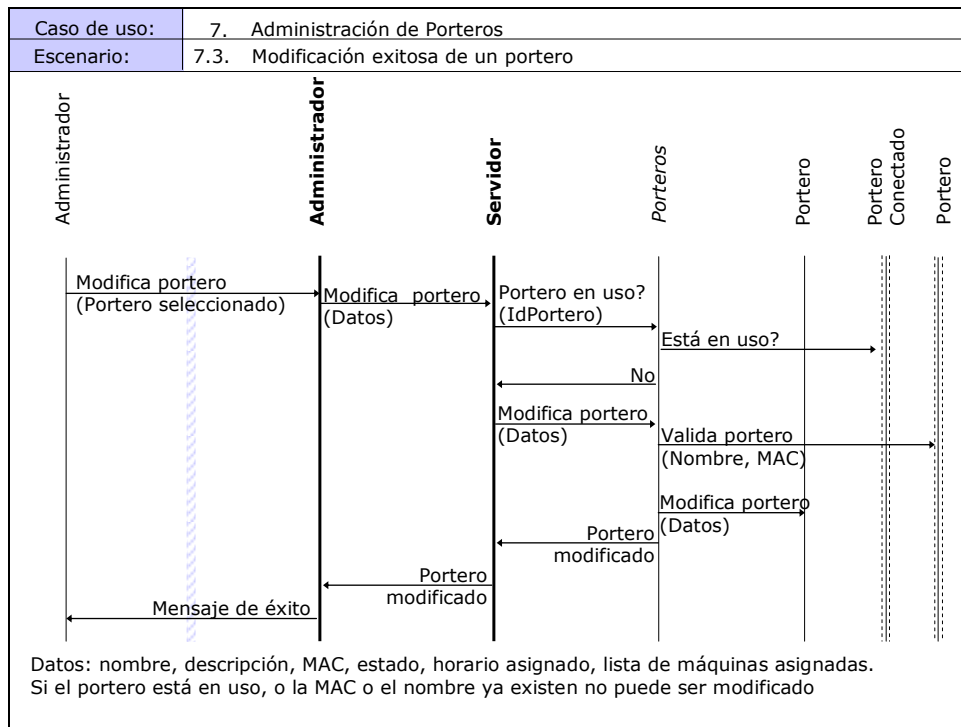 Caso de uso: 7. Administración de Porteros
Escenario: 7.3. Modificación exitosa de un portero
Administrador
Administrador
Servidor
Porteros
Portero
Portero
Conectado
Portero
Modifica portero
(Portero seleccionado)
Modifica portero
(Datos)
Portero en uso?
(IdPortero)
Está en uso?
No
Modifica portero
(Datos)
Valida portero
(Nombre, MAC)
Modifica portero
(Datos)
Portero
modificado
Portero
modificado
Mensaje de éxito
Datos: nombre, descripción, MAC, estado, horario asignado, lista de máquinas asignadas.
Si el portero está en uso, o la MAC o el nombre ya existen no puede ser modificado